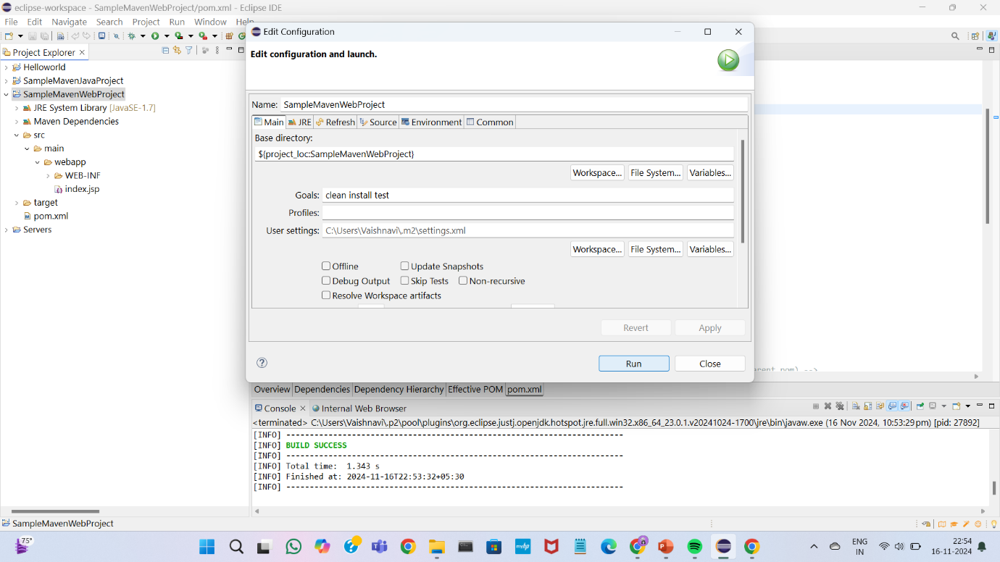 eclipse-workspace - SampleMavenWebProject/pom.xml - Eclipse IDE
File Edit Navigate Search Project Run Window Help
Edit Configuration
Edit configuration and launch.
Project Explorer
Helloworld
SampleMavenJavaProject
SampleMavenWebProject
JRE System Library [JavaSE-1.7]
Maven Dependencies
src
main
webapp
WEB-INF
index.jsp
target
pom.xml
Servers
Name: SampleMavenWebProject
Main JRE Refresh Source Environment Common
Base directory:
${project_loc:SampleMavenWebProject}
Workspace... File System... Variables...
Goals: clean install test
Profiles:
User settings: C:\Users\Vaishnavi\.m2\settings.xml
Workspace... File System... Variables...
Offline Update Snapshots
Debug Output Skip Tests Non-recursive
Resolve Workspace artifacts
Revert Apply
Run Close
Overview Dependencies Dependency Hierarchy Effective POM pom.xml
Console Internal Web Browser
<terminated> C:\Users\Vaishnavi\.p2\pool\plugins\org.eclipse.justj.openjdk.hotspot.jre.full.win32.x86_64_23.0.1.v20241024-1700\jre\bin\javaw.exe (16 Nov 2024, 10:53:29 pm) [pid: 27892]
[INFO] ------------------------------------------------------------------------
[INFO] BUILD SUCCESS
[INFO] ------------------------------------------------------------------------
[INFO] Total time:  1.343 s
[INFO] Finished at: 2024-11-16T22:53:32+05:30
[INFO] ------------------------------------------------------------------------
SampleMavenWebProject
75°
myhp
ENG
IN
22:54
16-11-2024